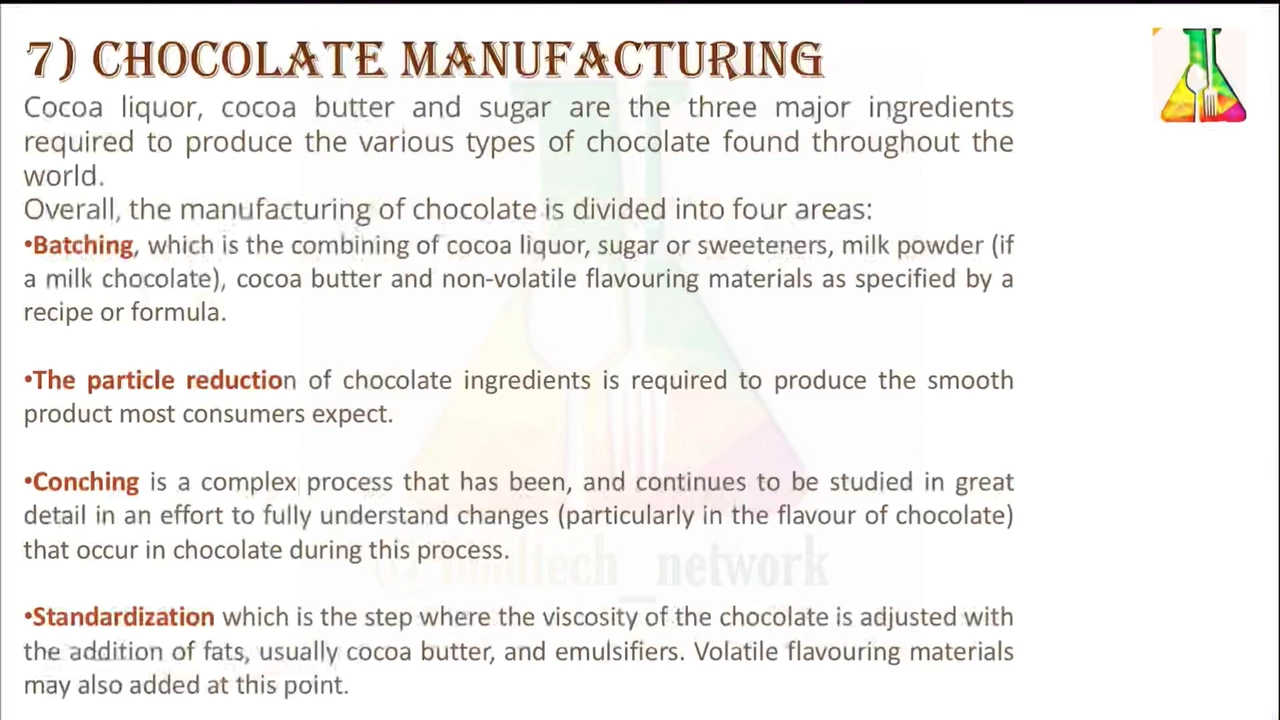 7) CHOCOLATE MANUFACTURING
Cocoa liquor, cocoa butter and sugar are the three major ingredients
required to produce the various types of chocolate found throughout the
world.
Overall, the manufacturing of chocolate is divided into four areas:
•Batching, which is the combining of cocoa liquor, sugar or sweeteners, milk powder (if
a milk chocolate), cocoa butter and non-volatile flavouring materials as specified by a
recipe or formula.
•The particle reduction of chocolate ingredients is required to produce the smooth
product most consumers expect.
•Conching is a complex process that has been, and continues to be studied in great
detail in an effort to fully understand changes (particularly in the flavour of chocolate)
that occur in chocolate during this process.
@foodtech_network
•Standardization which is the step where the viscosity of the chocolate is adjusted with
the addition of fats, usually cocoa butter, and emulsifiers. Volatile flavouring materials
may also added at this point.